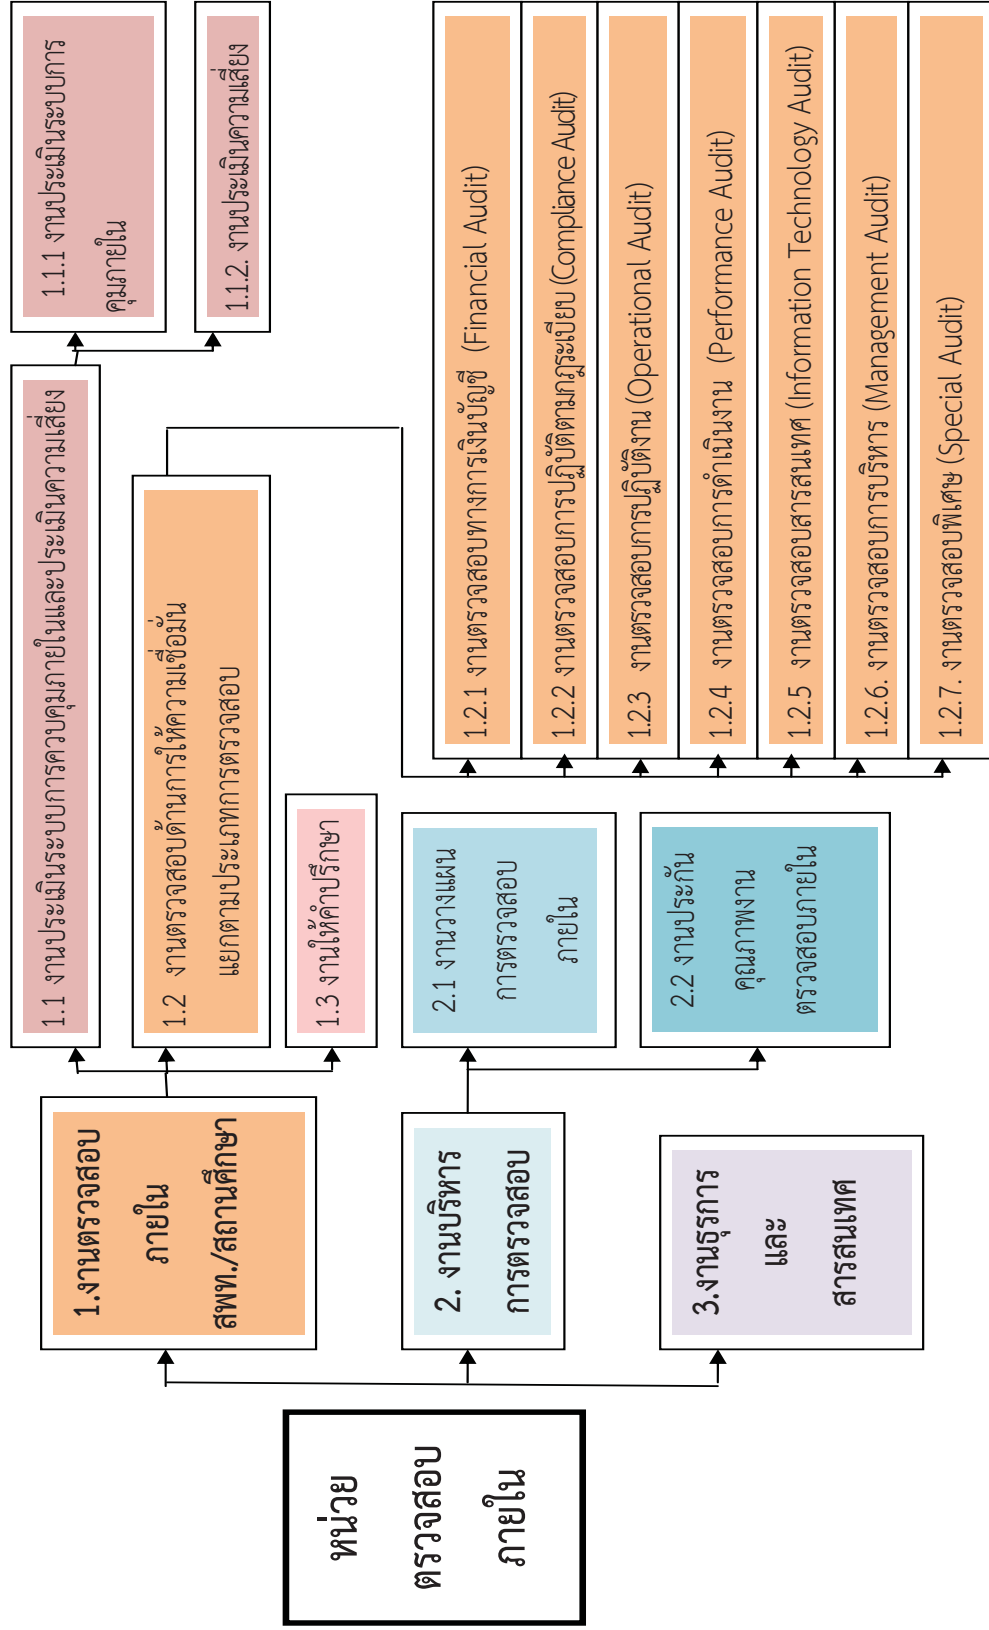 หน่วย
ตรวจสอบ
ภายใน
1.งานตรวจสอบ
ภายใน
สพท./สถานศึกษา
2. งานบริหาร
การตรวจสอบ
3.งานธุรการ
และ
สารสนเทศ
1.1 งานประเมินระบบการควบคุมภายในและประเมินความเสี่ยง
1.2 งานตรวจสอบด้านการให้ความเชื่อมั่น
แยกตามประเภทการตรวจสอบ
1.3 งานให้คำปรึกษา
2.1 งานวางแผน
การตรวจสอบ
ภายใน
2.2 งานประกัน
คุณภาพงาน
ตรวจสอบภายใน
1.1.1 งานประเมินระบบการ
คุมภายใน
1.1.2. งานประเมินความเสี่ยง
1.2.1 งานตรวจสอบทางการเงินบัญชี (Financial Audit)
1.2.2 งานตรวจสอบการปฏิบัติตามกฎระเบียบ (Compliance Audit)
1.2.3 งานตรวจสอบการปฏิบัติงาน (Operational Audit)
1.2.4 งานตรวจสอบการดำเนินงาน (Performance Audit)
1.2.5 งานตรวจสอบสารสนเทศ (Information Technology Audit)
1.2.6. งานตรวจสอบการบริหาร (Management Audit)
1.2.7. งานตรวจสอบพิเศษ (Special Audit)